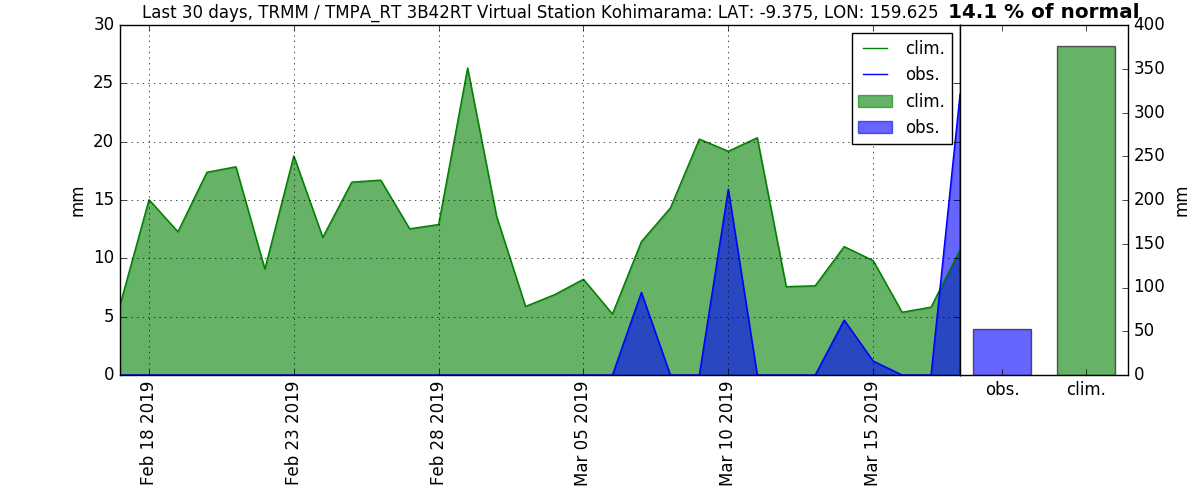 Last 30 days, TRMM / TMPA_RT 3B42RT Virtual Station Kohimarama: LAT: -9.375, LON: 159.625 14.1 % of normal
30
25
20
15
10
5
0
mm
clim.
obs.
clim.
obs.
Feb 18 2019
Feb 23 2019
Feb 28 2019
Mar 05 2019
Mar 10 2019
Mar 15 2019
400
350
300
250
200
150
100
50
0
mm
obs. clim.